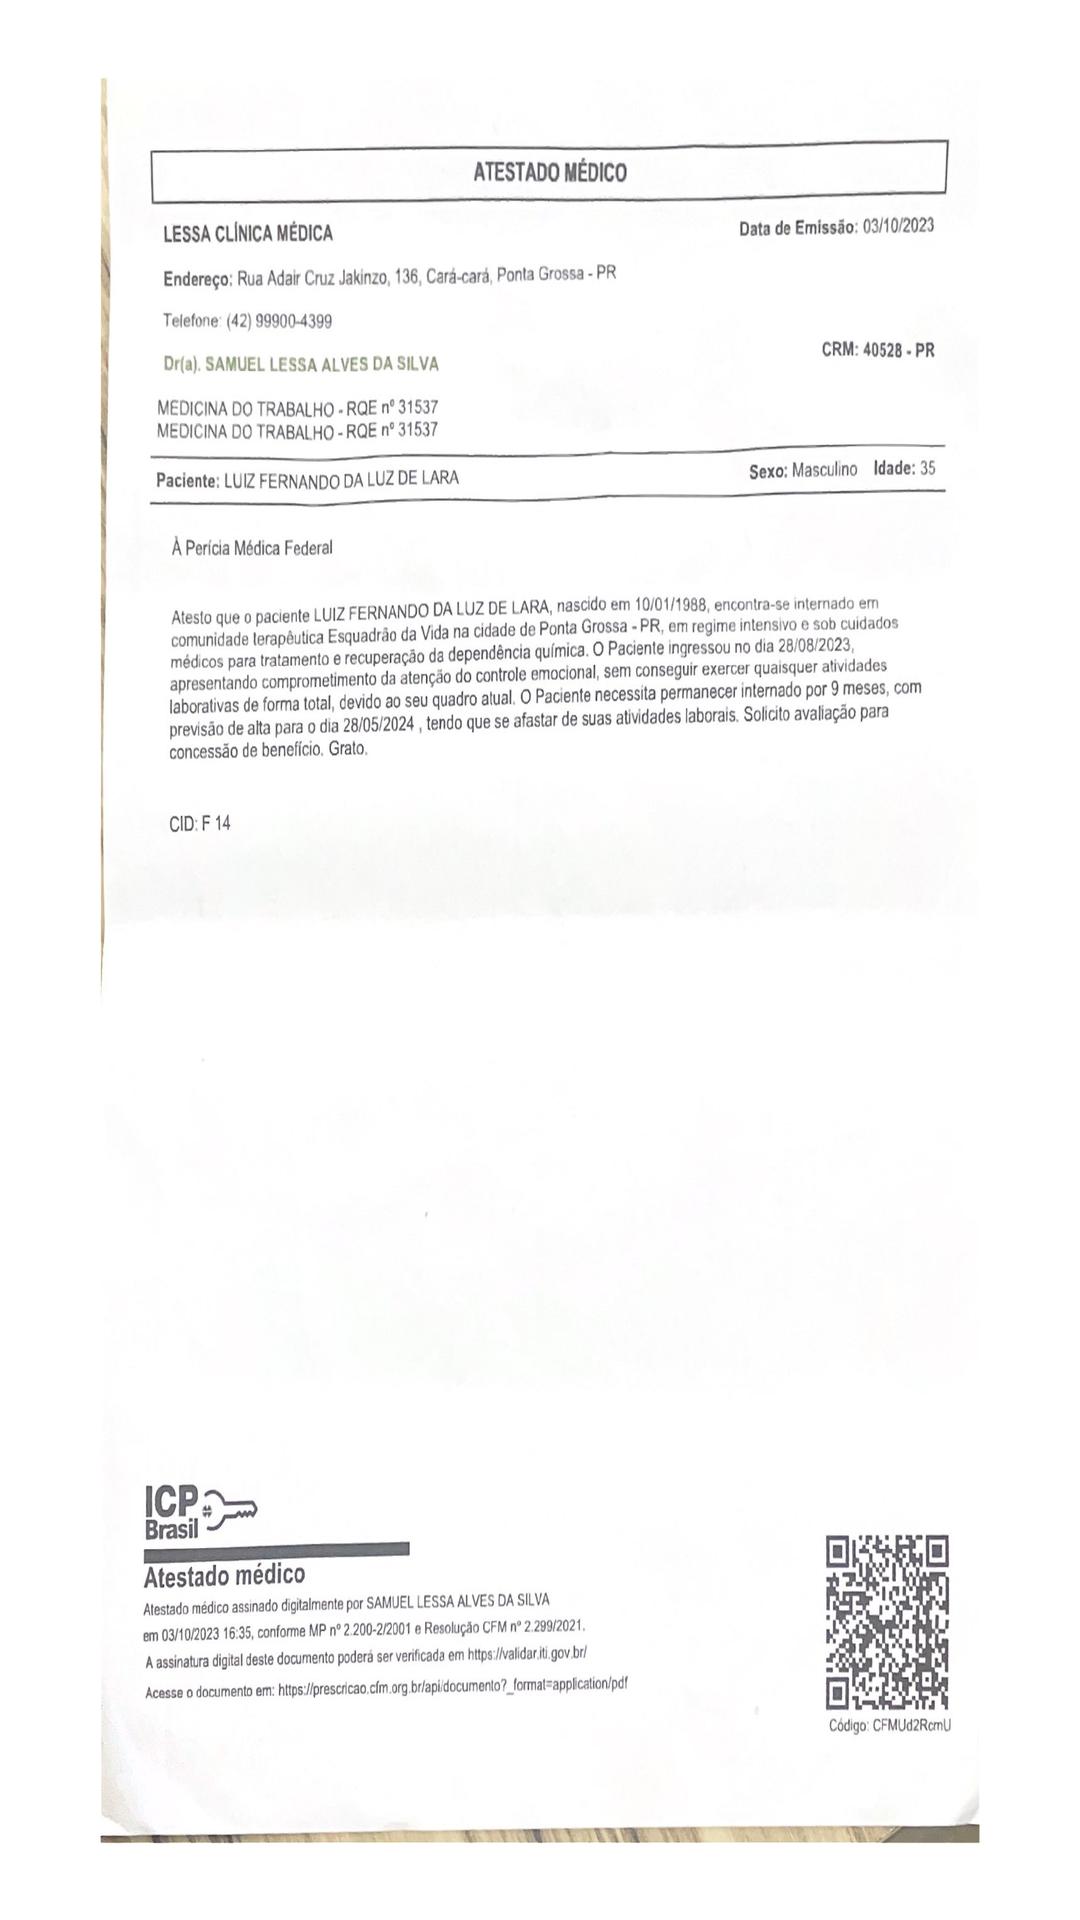 ATESTADO MÉDICO
LESSA CLÍNICA MÉDICA
Data de Emissão: 03/10/2023
Endereço: Rua Adair Cruz Jakinzo, 136, Cará-cará, Ponta Grossa - PR
Telefone: (42) 99900-4399
Dr(a). SAMUEL LESSA ALVES DA SILVA
CRM: 40528 - PR
MEDICINA DO TRABALHO - RQE nº 31537
MEDICINA DO TRABALHO - RQE nº 31537
Paciente: LUIZ FERNANDO DA LUZ DE LARA
Sexo: Masculino Idade: 35
À Perícia Médica Federal
Atesto que o paciente LUIZ FERNANDO DA LUZ DE LARA, nascido em 10/01/1988, encontra-se internado em
comunidade terapêutica Esquadrão da Vida na cidade de Ponta Grossa - PR, em regime intensivo e sob cuidados
médicos para tratamento e recuperação da dependência química. O Paciente ingressou no dia 28/08/2023,
apresentando comprometimento da atenção do controle emocional, sem conseguir exercer quaisquer atividades
laborativas de forma total, devido ao seu quadro atual. O Paciente necessita permanecer internado por 9 meses, com
previsão de alta para o dia 28/05/2024 , tendo que se afastar de suas atividades laborais. Solicito avaliação para
concessão de benefício. Grato.
CID: F 14
ICP
Brasil
Atestado médico
Atestado médico assinado digitalmente por SAMUEL LESSA ALVES DA SILVA
em 03/10/2023 16:35, conforme MP nº 2.200-2/2001 e Resolução CFM nº 2.299/2021.
A assinatura digital deste documento poderá ser verificada em https://validar.iti.gov.br/
Acesse o documento em: https://prescricao.cfm.org.br/api/documento?_format=application/pdf
Código: CFMUd2RcmU